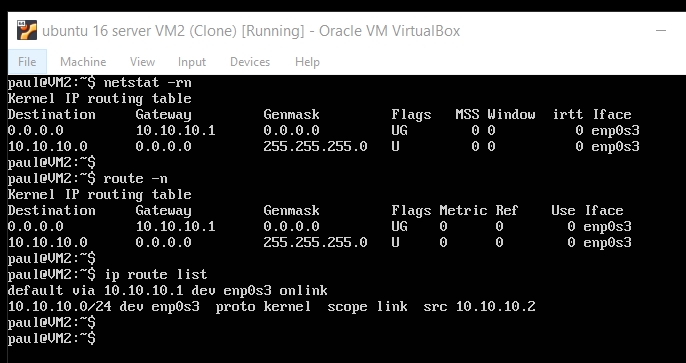 ubuntu 16 server VM2 (Clone) [Running] - Oracle VM VirtualBox
File Machine View Input Devices Help
paul@VM2:~$ netstat -rn
Kernel IP routing table
Destination Gateway Genmask Flags MSS Window irtt Iface
0.0.0.0 10.10.10.1 0.0.0.0 UG 0 0 0 enp0s3
10.10.10.0 0.0.0.0 255.255.255.0 U 0 0 0 enp0s3
paul@VM2:~$
paul@VM2:~$ route -n
Kernel IP routing table
Destination Gateway Genmask Flags Metric Ref Use Iface
0.0.0.0 10.10.10.1 0.0.0.0 UG 0 0 0 enp0s3
10.10.10.0 0.0.0.0 255.255.255.0 U 0 0 0 enp0s3
paul@VM2:~$
paul@VM2:~$ ip route list
default via 10.10.10.1 dev enp0s3 onlink
10.10.10.0/24 dev enp0s3 proto kernel scope link src 10.10.10.2
paul@VM2:~$
paul@VM2:~$